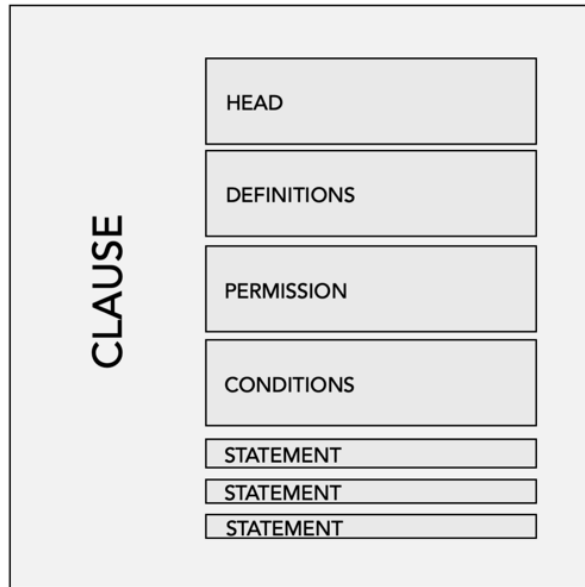 CLAUSE
HEAD
DEFINITIONS
PERMISSION
CONDITIONS
STATEMENT
STATEMENT
STATEMENT